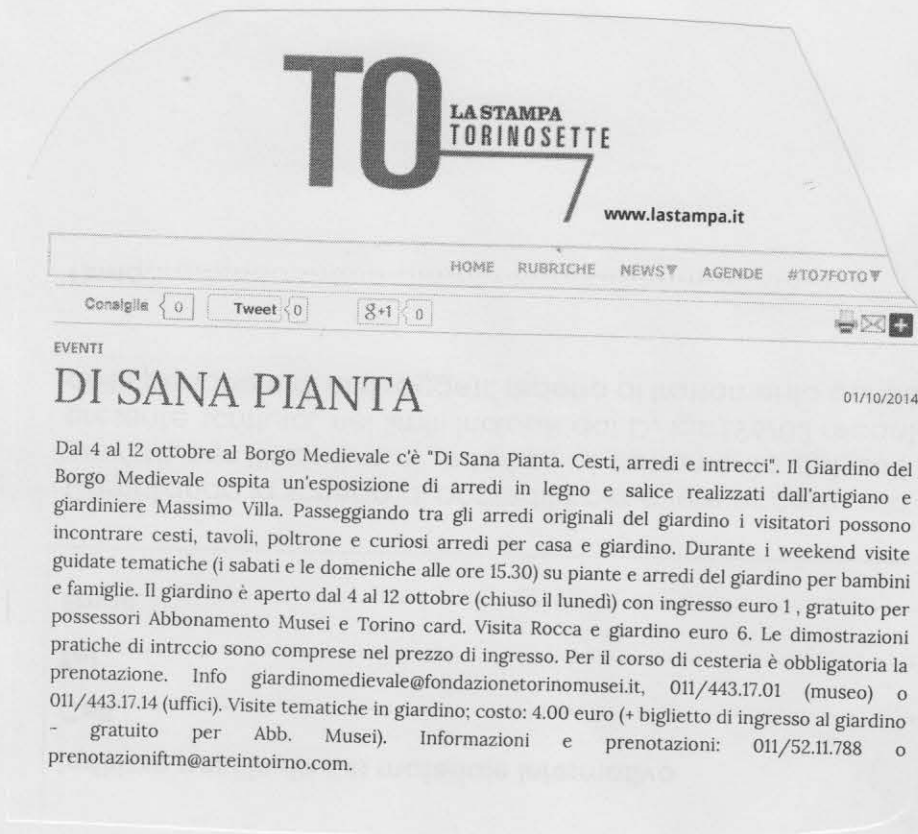 TO
LA STAMPA
TORINOSETTE
7
www.lastampa.it
HOME RUBRICHE NEWS▼ AGENDE #TO7FOTO▼
Consiglia 0 Tweet 0 g+1 0
EVENTI
DI SANA PIANTA 01/10/2014
Dal 4 al 12 ottobre al Borgo Medievale c'è "Di Sana Pianta. Cesti, arredi e intrecci". Il Giardino del
Borgo Medievale ospita un'esposizione di arredi in legno e salice realizzati dall'artigiano e
giardiniere Massimo Villa. Passeggiando tra gli arredi originali del giardino i visitatori possono
incontrare cesti, tavoli, poltrone e curiosi arredi per casa e giardino. Durante i weekend visite
guidate tematiche (i sabati e le domeniche alle ore 15.30) su piante e arredi del giardino per bambini
e famiglie. Il giardino è aperto dal 4 al 12 ottobre (chiuso il lunedì) con ingresso euro 1 , gratuito per
possessori Abbonamento Musei e Torino card. Visita Rocca e giardino euro 6. Le dimostrazioni
pratiche di intrccio sono comprese nel prezzo di ingresso. Per il corso di cesteria è obbligatoria la
prenotazione. Info giardinomedievale@fondazionetorinomusei.it, 011/443.17.01 (museo) o
011/443.17.14 (uffici). Visite tematiche in giardino; costo: 4.00 euro (+ biglietto di ingresso al giardino
- gratuito per Abb. Musei). Informazioni e prenotazioni: 011/52.11.788 o
prenotazioniftm@arteintoirno.com.